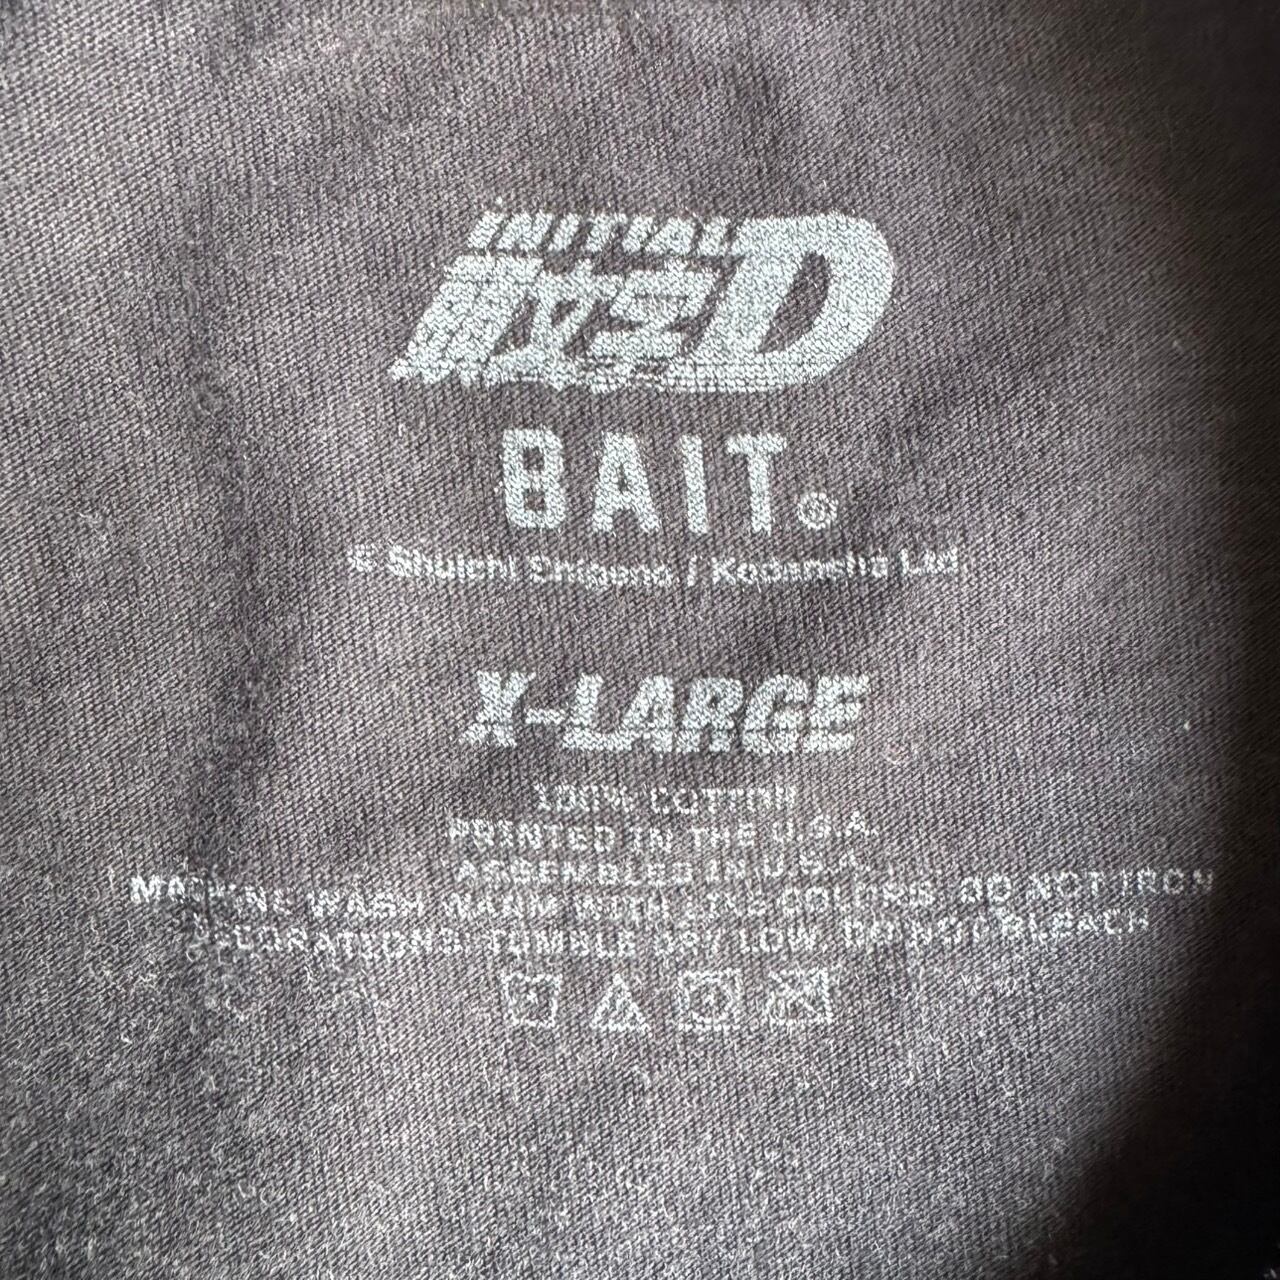 INITIAL D
頭文字
BAIT®
© Shuichi Shigeno / Kodansha Ltd
X-LARGE
100% COTTON
PRINTED IN THE U.S.A.
ASSEMBLED IN U.S.A.
MACHINE WASH WARM WITH LIKE COLORS. DO NOT IRON
DECORATIONS. TUMBLE DRY LOW. DO NOT BLEACH